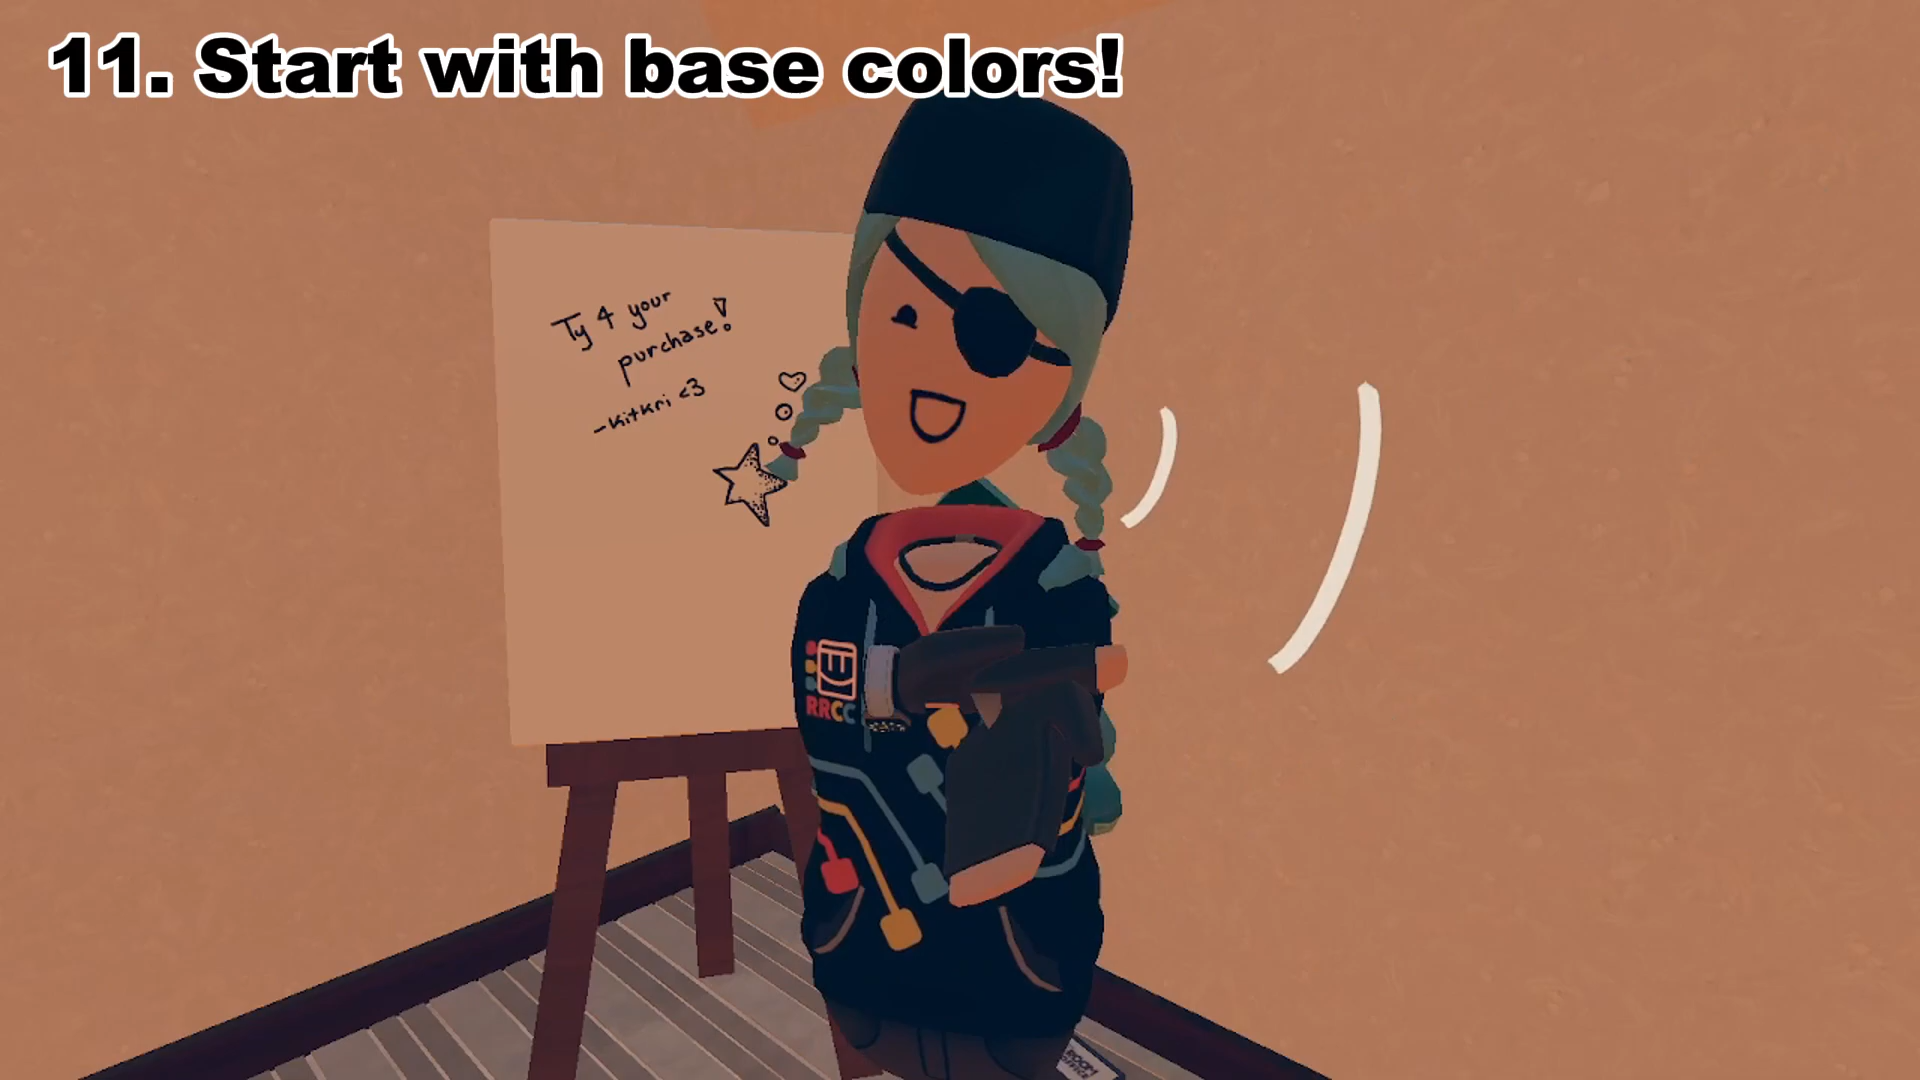 11. Start with base colors!
Ty 4 your
purchase!
-KitKri <3
RRCC